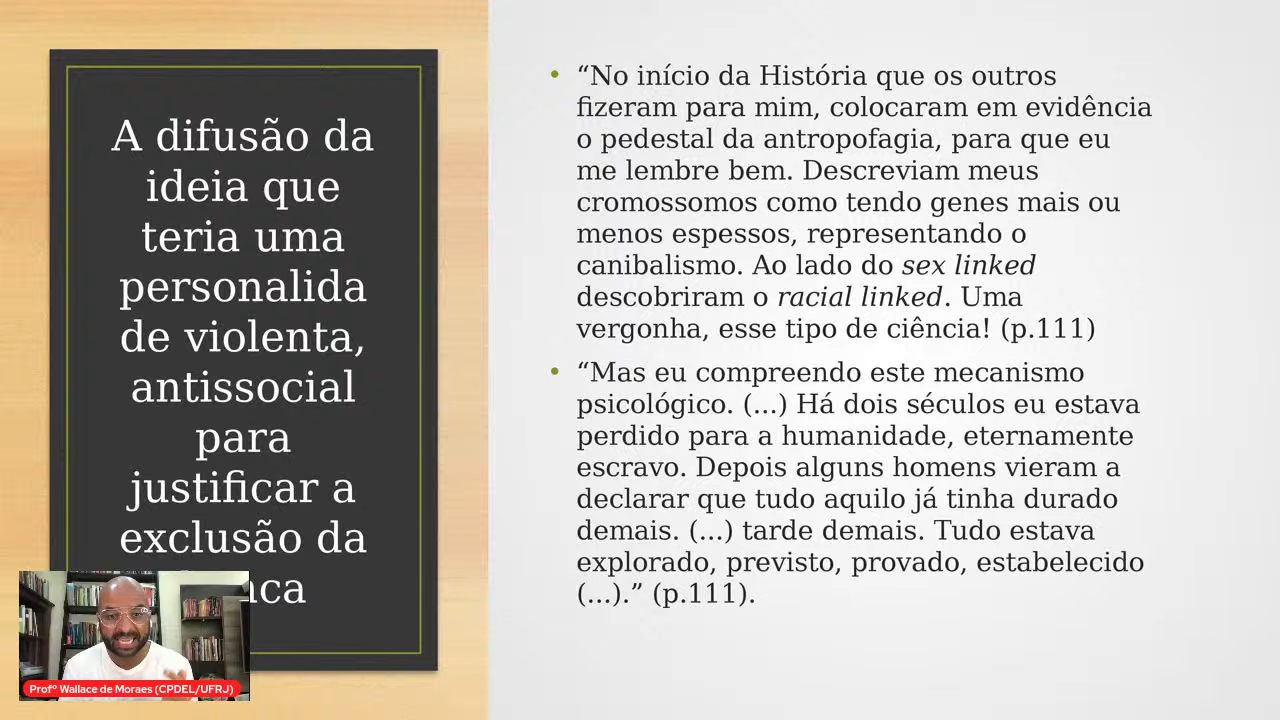 A difusão da
ideia que
teria uma
personalida
de violenta,
antissocial
para
justificar a
exclusão da
“No início da História que os outros
fizeram para mim, colocaram em evidência
o pedestal da antropofagia, para que eu
me lembre bem. Descreviam meus
cromossomos como tendo genes mais ou
menos espessos, representando o
canibalismo. Ao lado do sex linked
descobriram o racial linked. Uma
vergonha, esse tipo de ciência! (p.111)
“Mas eu compreendo este mecanismo
psicológico. (...) Há dois séculos eu estava
perdido para a humanidade, eternamente
escravo. Depois alguns homens vieram a
declarar que tudo aquilo já tinha durado
demais. (...) tarde demais. Tudo estava
explorado, previsto, provado, estabelecido
(...).” (p.111).
Profº Wallace de Moraes (CPDEL/UFRJ)